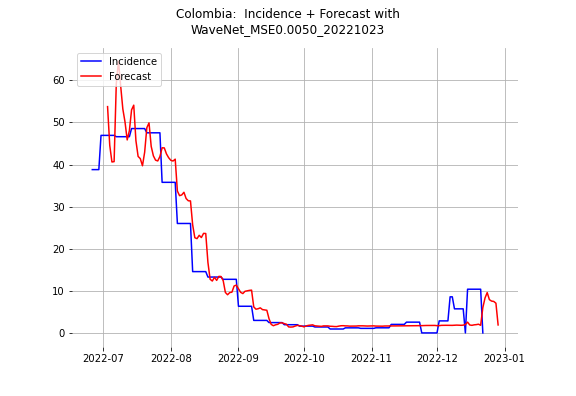 Colombia:  Incidence + Forecast with
WaveNet_MSE0.0050_20221023
Incidence
Forecast
60
50
40
30
20
10
0
2022-07 2022-08 2022-09 2022-10 2022-11 2022-12 2023-01